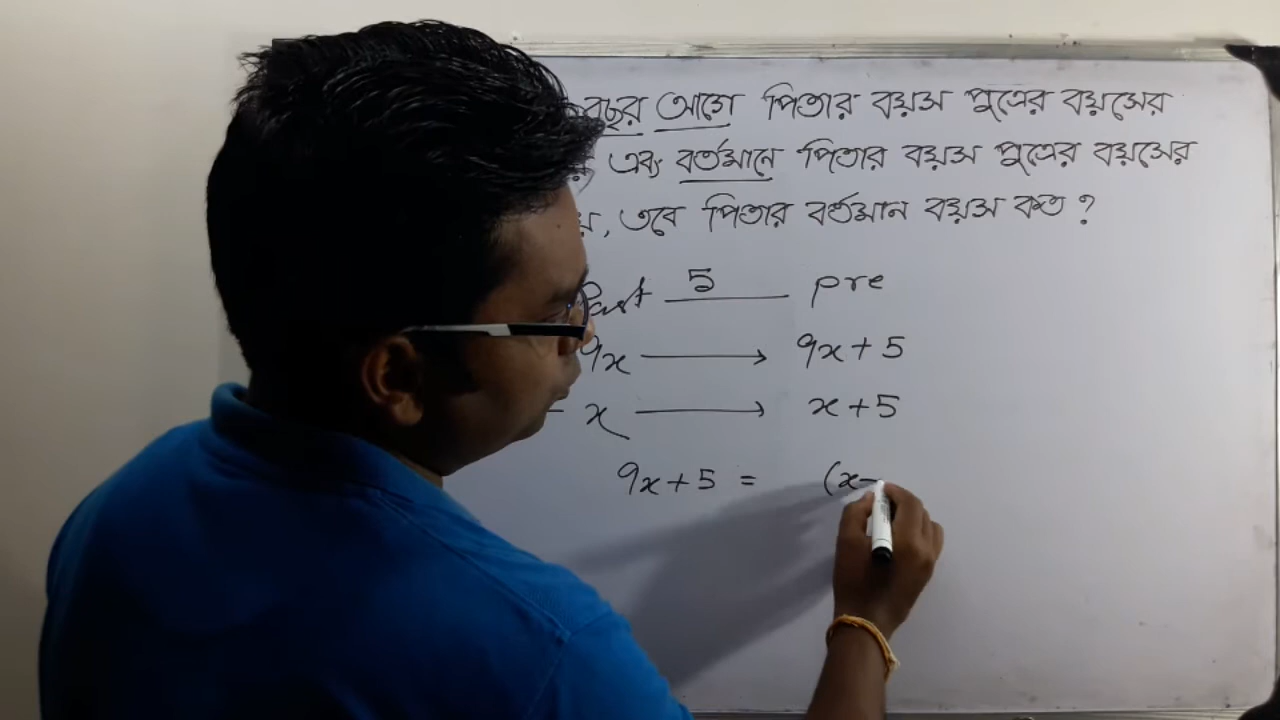 বছর আগে পিতার বয়স পুত্রের বয়সের
এবং বর্তমানে পিতার বয়স পুত্রের বয়সের
য়, তবে পিতার বর্তমান বয়স কত ?
Past 5 pre
9x → 9x + 5
x → x + 5
9x + 5 = (x